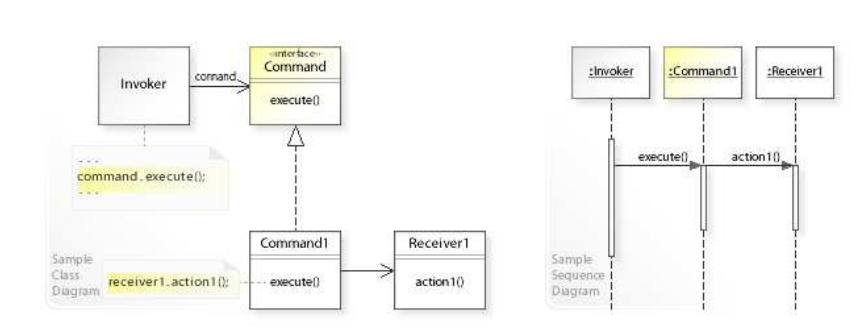 Invoker
command
«interface»
Command
execute()
. . .
command.execute();
. . .
Command1
execute()
Receiver1
action1()
receiver1.action1();
Sample
Class
Diagram
:Invoker
:Command1
:Receiver1
execute()
action1()
Sample
Sequence
Diagram